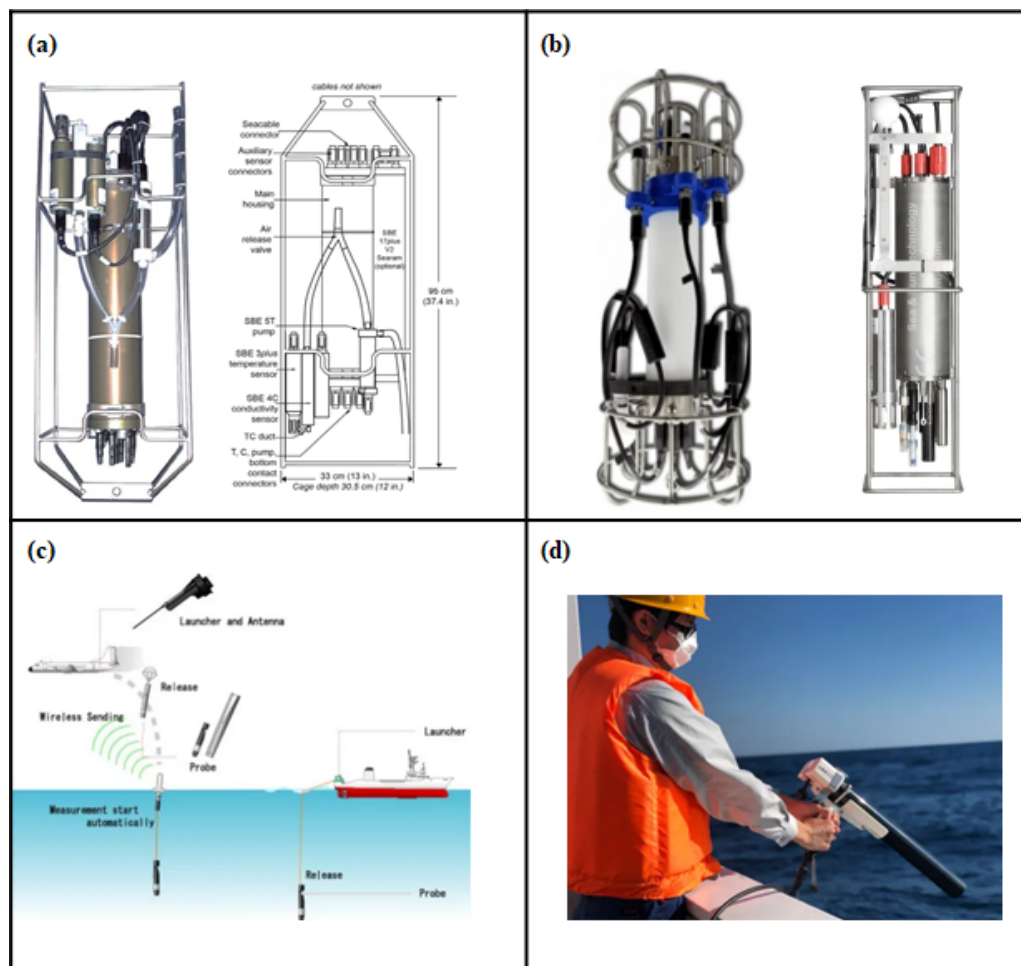 (a)
cables not shown
Seacable
connector
Auxiliary
sensor
connectors
Main
housing
Air
release
valve
SBE
17plus
V2
Searam
(optional)
95 cm
(37.4 in.)
SBE 5T
pump
SBE 3plus
temperature
sensor
SBE 4C
conductivity
sensor
TC duct
T, C, pump,
bottom
contact
connectors
33 cm (13 in.)
Cage depth 30.5 cm (12 in.)
(b)
(c)
Launcher and Antenna
Release
Wireless Sending
Probe
Launcher
Measurement start
automatically
Release
Probe
(d)